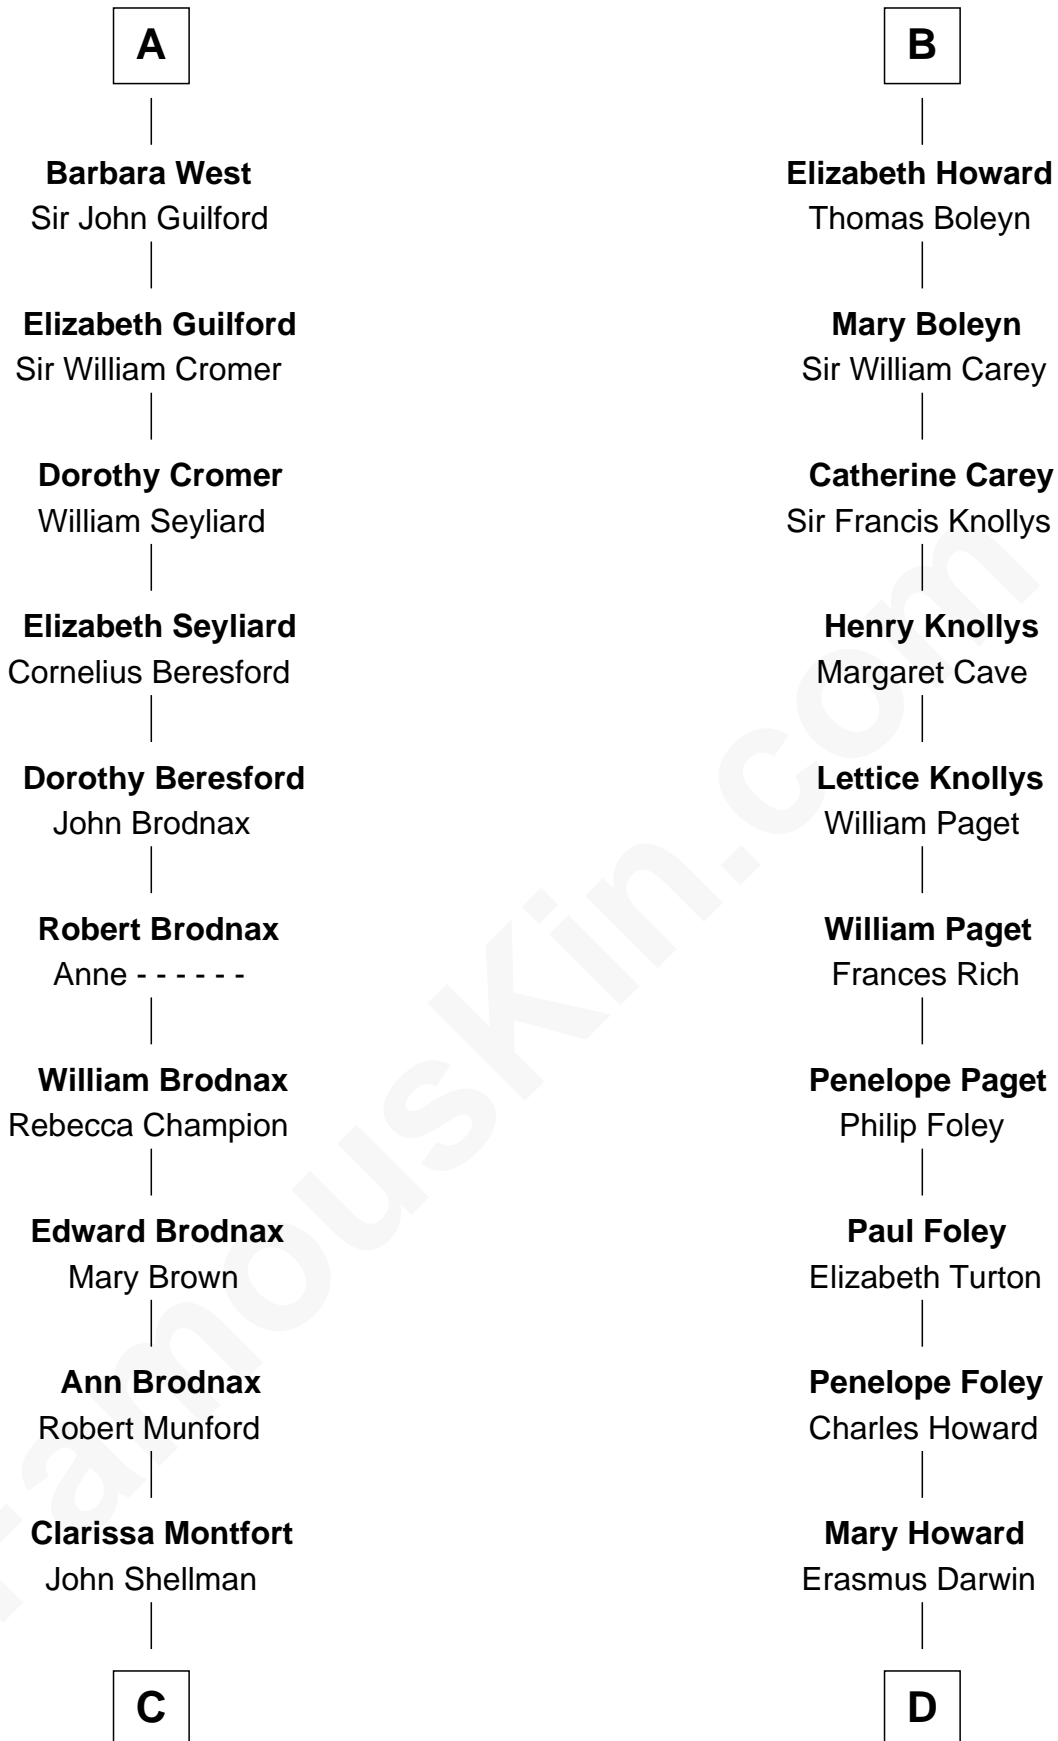 A
B
Barbara West
Sir John Guilford
Elizabeth Howard
Thomas Boleyn
Elizabeth Guilford
Sir William Cromer
Mary Boleyn
Sir William Carey
Dorothy Cromer
William Seyliard
Catherine Carey
Sir Francis Knollys
Elizabeth Seyliard
Cornelius Beresford
Henry Knollys
Margaret Cave
Dorothy Beresford
John Brodnax
Lettice Knollys
William Paget
Robert Brodnax
Anne - - - - - -
William Paget
Frances Rich
William Brodnax
Rebecca Champion
Penelope Paget
Philip Foley
Edward Brodnax
Mary Brown
Paul Foley
Elizabeth Turton
Ann Brodnax
Robert Munford
Penelope Foley
Charles Howard
Clarissa Montfort
John Shellman
Mary Howard
Erasmus Darwin
C
D
FamousKin.com